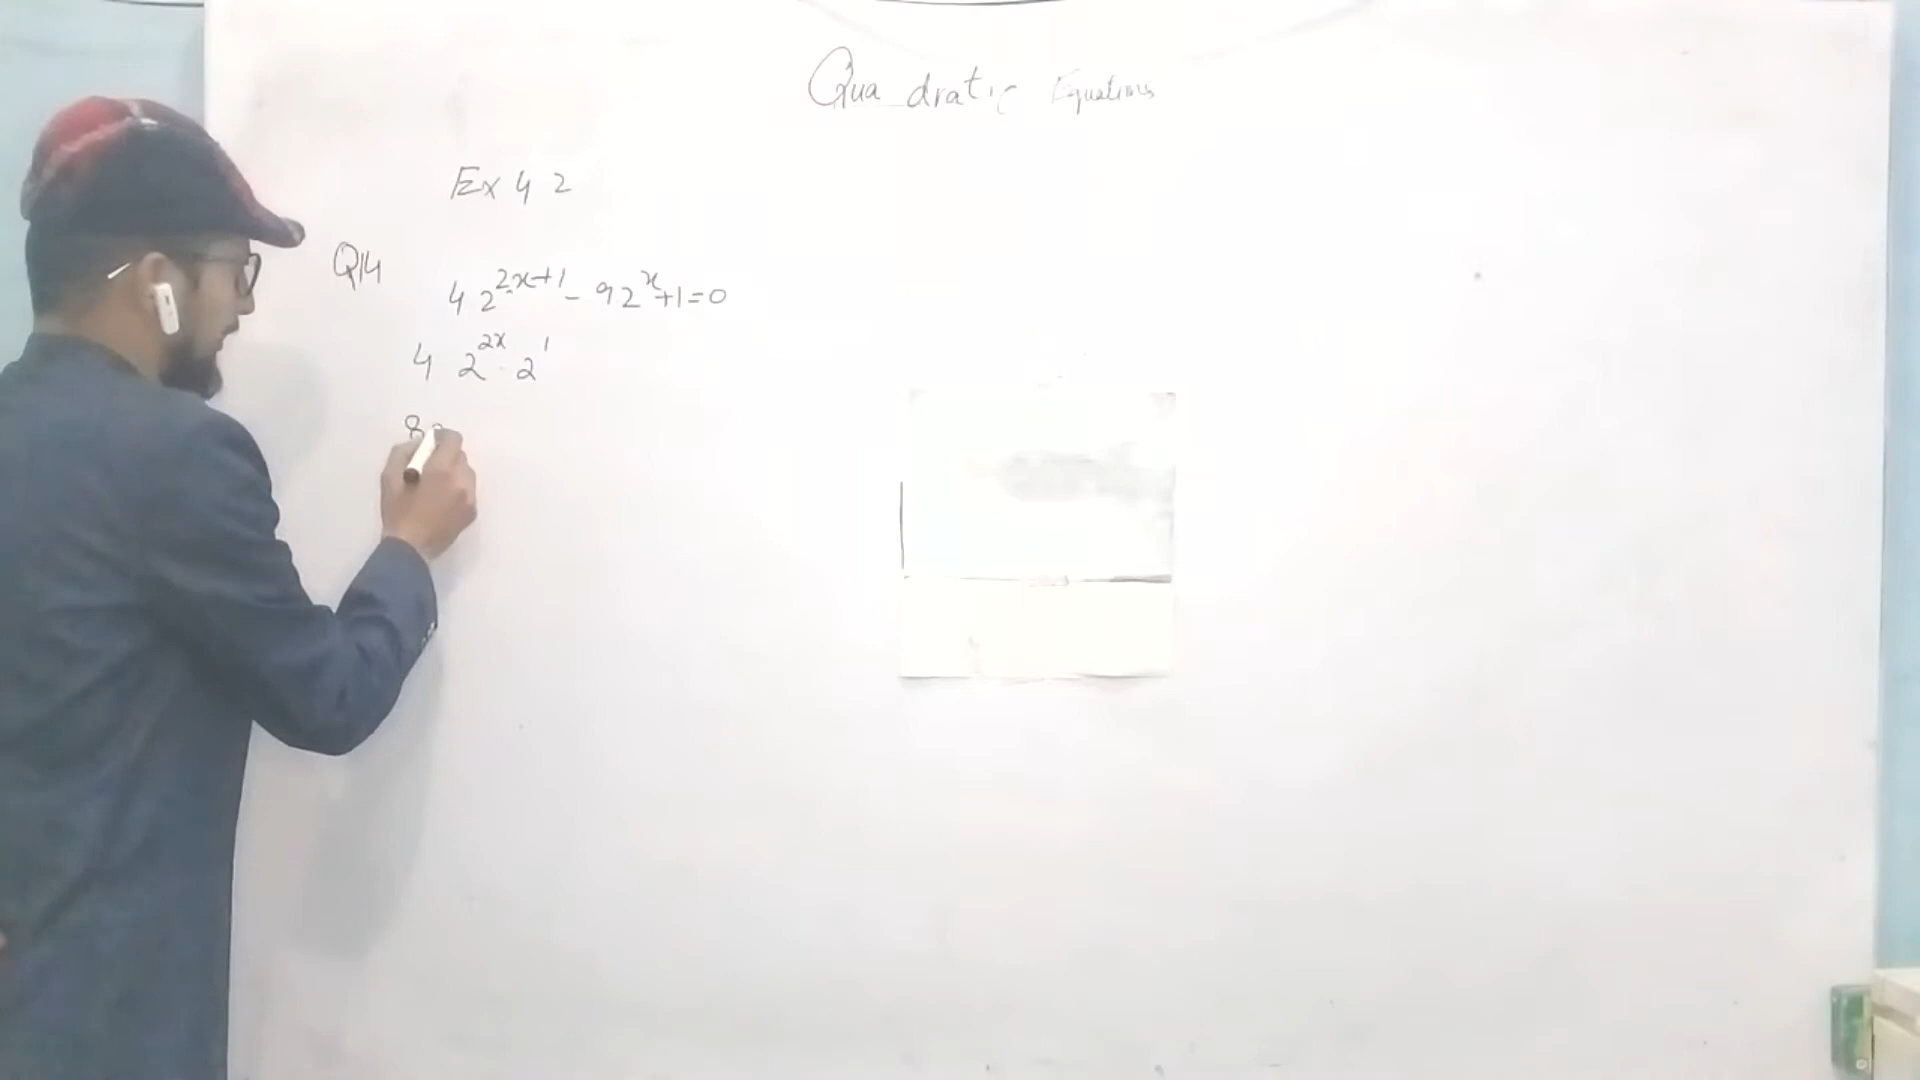 Quadratic Equations
Ex 4 2
Q14
4 2^{2x+1} - 9 2^x + 1 = 0
4 2^{2x} · 2^1
8